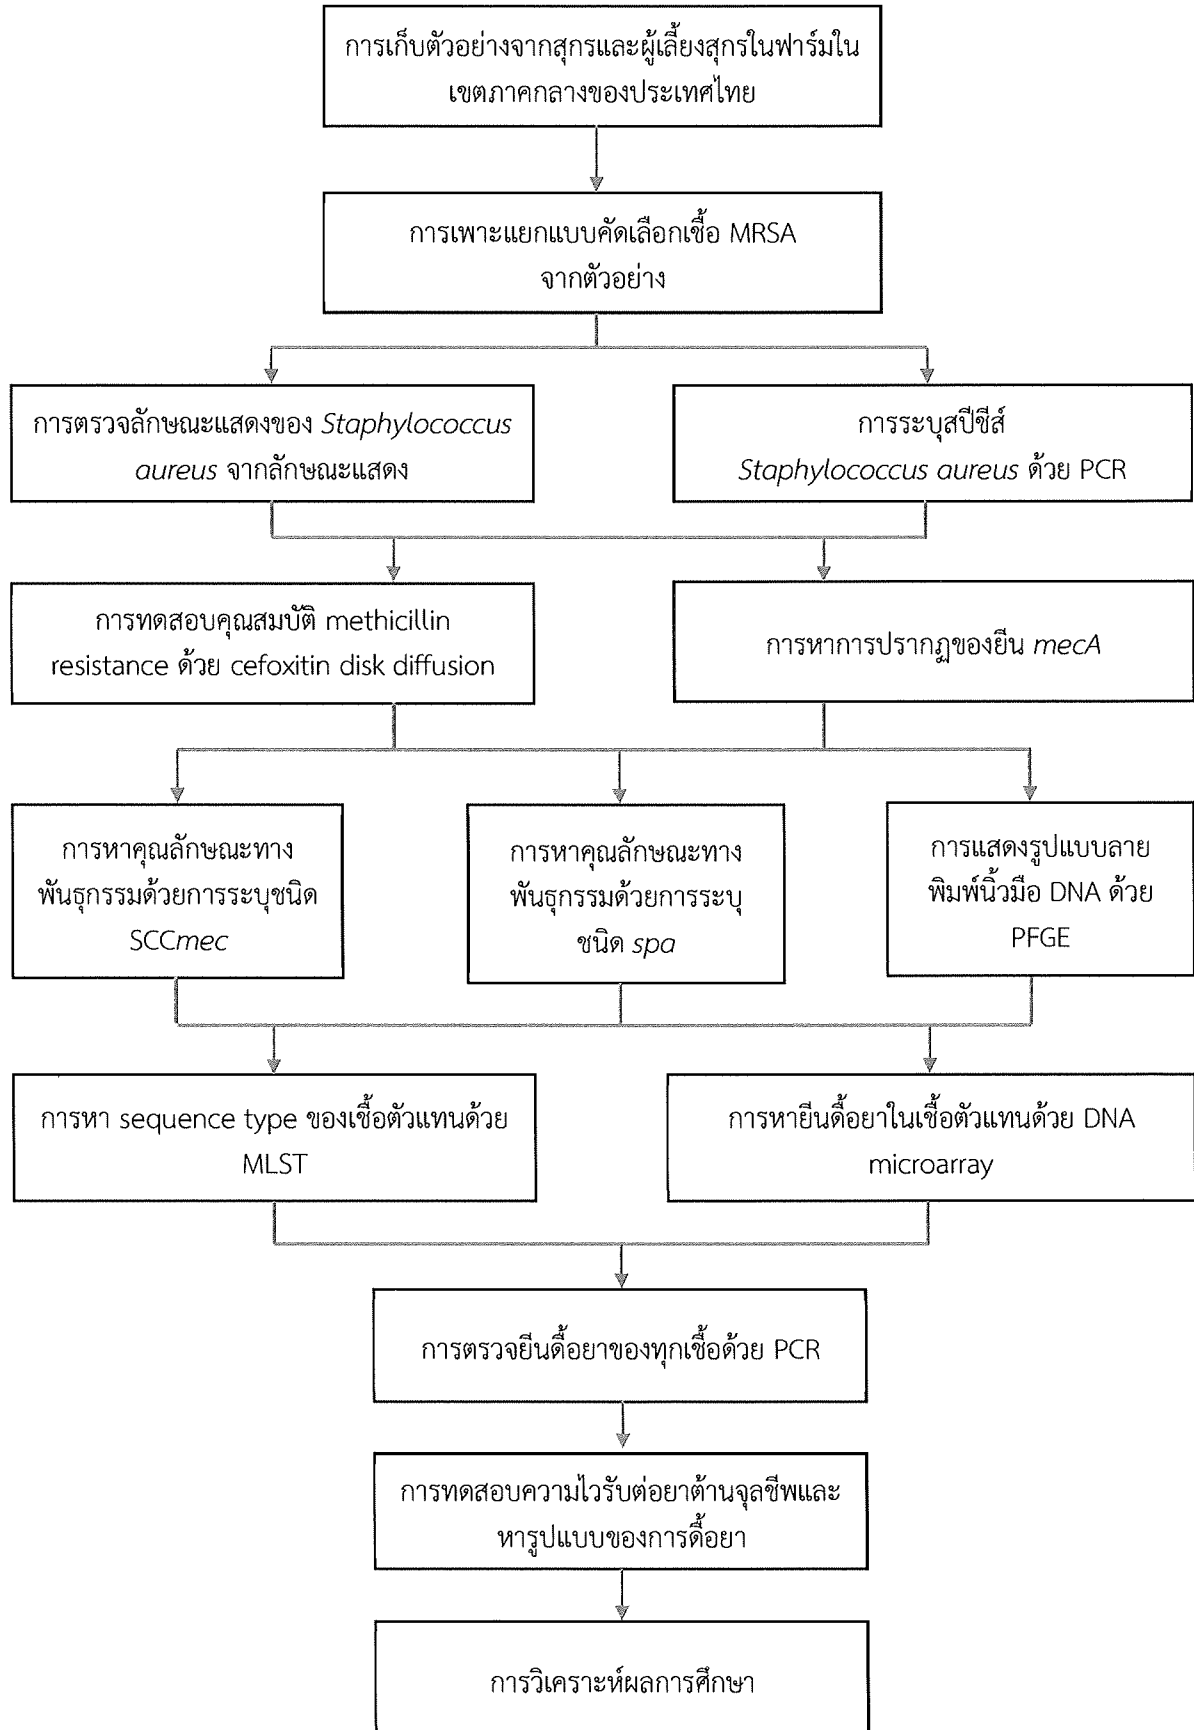 การเก็บตัวอย่างจากสุกรและผู้เลี้ยงสุกรในฟาร์มใน
เขตภาคกลางของประเทศไทย
การเพาะแยกแบบคัดเลือกเชื้อ MRSA
จากตัวอย่าง
การตรวจลักษณะแสดงของ Staphylococcus
aureus จากลักษณะแสดง
การระบุสปีชีส์
Staphylococcus aureus ด้วย PCR
การทดสอบคุณสมบัติ methicillin
resistance ด้วย cefoxitin disk diffusion
การหาการปรากฏของยีน mecA
การหาคุณลักษณะทาง
พันธุกรรมด้วยการระบุชนิด
SCCmec
การหาคุณลักษณะทาง
พันธุกรรมด้วยการระบุ
ชนิด spa
การแสดงรูปแบบลาย
พิมพ์นิ้วมือ DNA ด้วย
PFGE
การหา sequence type ของเชื้อตัวแทนด้วย
MLST
การหายีนดื้อยาในเชื้อตัวแทนด้วย DNA
microarray
การตรวจยีนดื้อยาของทุกเชื้อด้วย PCR
การทดสอบความไวรับต่อยาต้านจุลชีพและ
หารูปแบบของการดื้อยา
การวิเคราะห์ผลการศึกษา